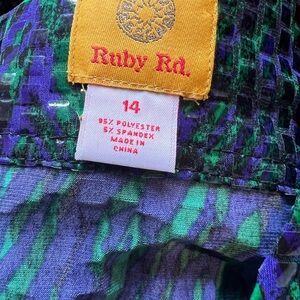 Ruby Rd.
14
95% POLYESTER
5% SPANDEX
MADE IN
CHINA